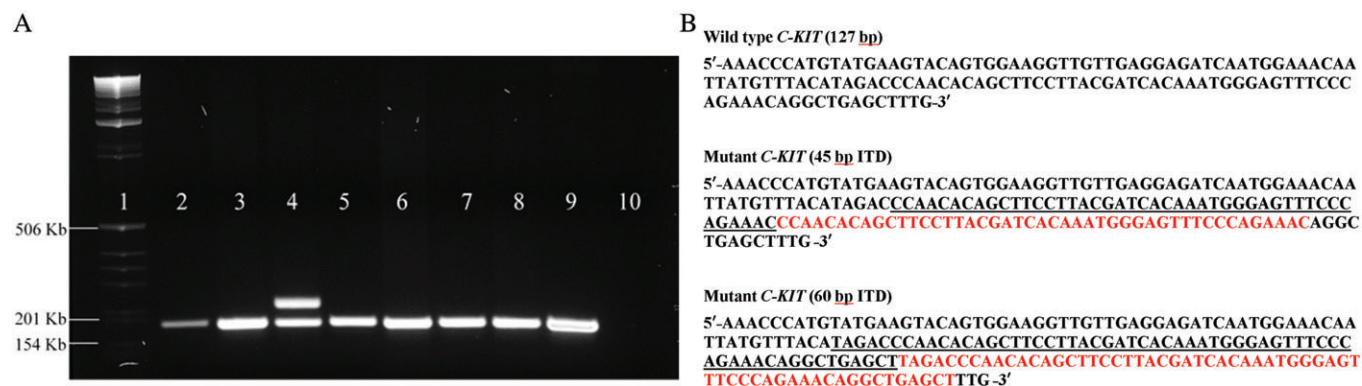 A
1 2 3 4 5 6 7 8 9 10
506 Kb
201 Kb
154 Kb
B
Wild type C-KIT (127 bp)
5′-AAACCCATGTATGAAGTACAGTGGAAGGTTGTTGAGGAGATCAATGGAAACAA
TTATGTTTACATAGACCCAACACAGCTTCCTTACGATCACAAATGGGAGTTTCCC
AGAAACAGGCTGAGCTTTG-3′
Mutant C-KIT (45 bp ITD)
5′-AAACCCATGTATGAAGTACAGTGGAAGGTTGTTGAGGAGATCAATGGAAACAA
TTATGTTTACATAGACCCAACACAGCTTCCTTACGATCACAAATGGGAGTTTCCC
AGAAACCCAACACAGCTTCCTTACGATCACAAATGGGAGTTTCCCAGAAACAGGC
TGAGCTTTG -3′
Mutant C-KIT (60 bp ITD)
5′-AAACCCATGTATGAAGTACAGTGGAAGGTTGTTGAGGAGATCAATGGAAACAA
TTATGTTTACATAGACCCAACACAGCTTCCTTACGATCACAAATGGGAGTTTCCC
AGAAACAGGCTGAGCTTAGACCCAACACAGCTTCCTTACGATCACAAATGGGAGT
TTCCCAGAAACAGGCTGAGCTTTG-3′